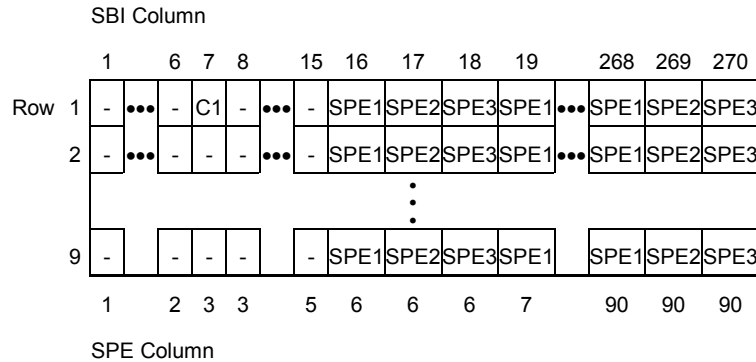 SBI Column
1 6 7 8 15 16 17 18 19 268 269 270
Row 1 - ••• - C1 - ••• - SPE1 SPE2 SPE3 SPE1 ••• SPE1 SPE2 SPE3
2 - ••• - - - ••• - SPE1 SPE2 SPE3 SPE1 ••• SPE1 SPE2 SPE3
9 - - - - - SPE1 SPE2 SPE3 SPE1 SPE1 SPE2 SPE3
1 2 3 3 5 6 6 6 7 90 90 90
SPE Column